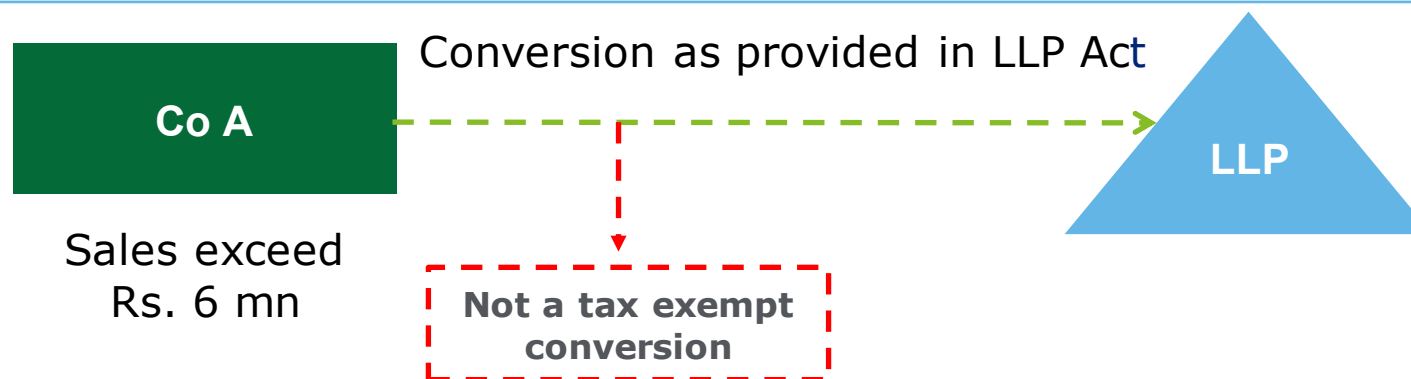 Conversion as provided in LLP Act
Co A
LLP
Sales exceed
Rs. 6 mn
Not a tax exempt
conversion